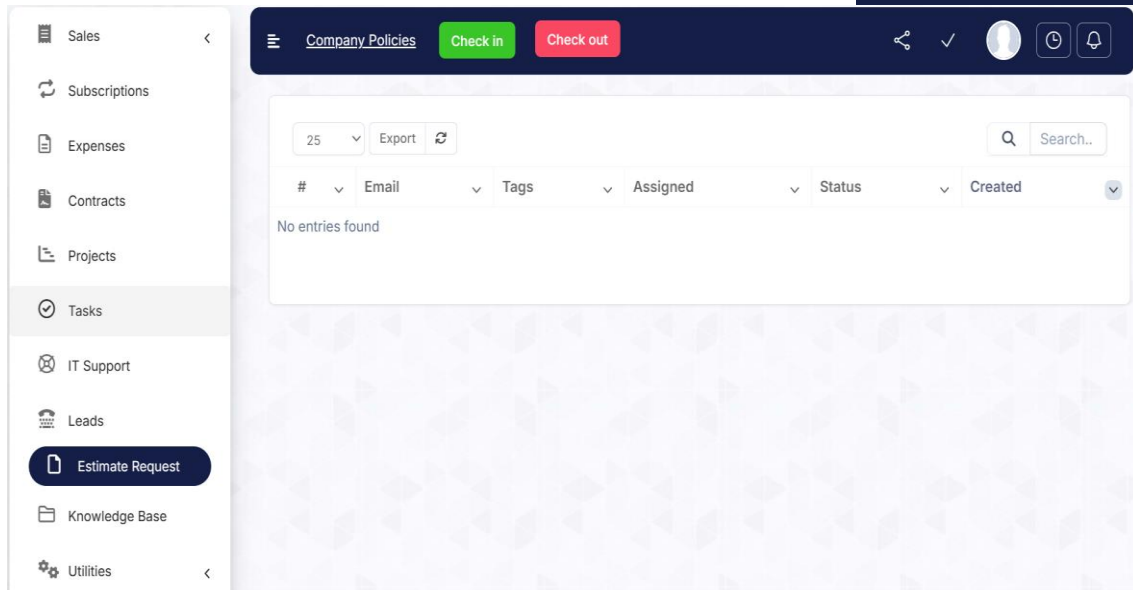 Sales
Subscriptions
Expenses
Contracts
Projects
Tasks
IT Support
Leads
Estimate Request
Knowledge Base
Utilities
Company Policies Check in Check out
25 Export Search..
# Email Tags Assigned Status Created
No entries found